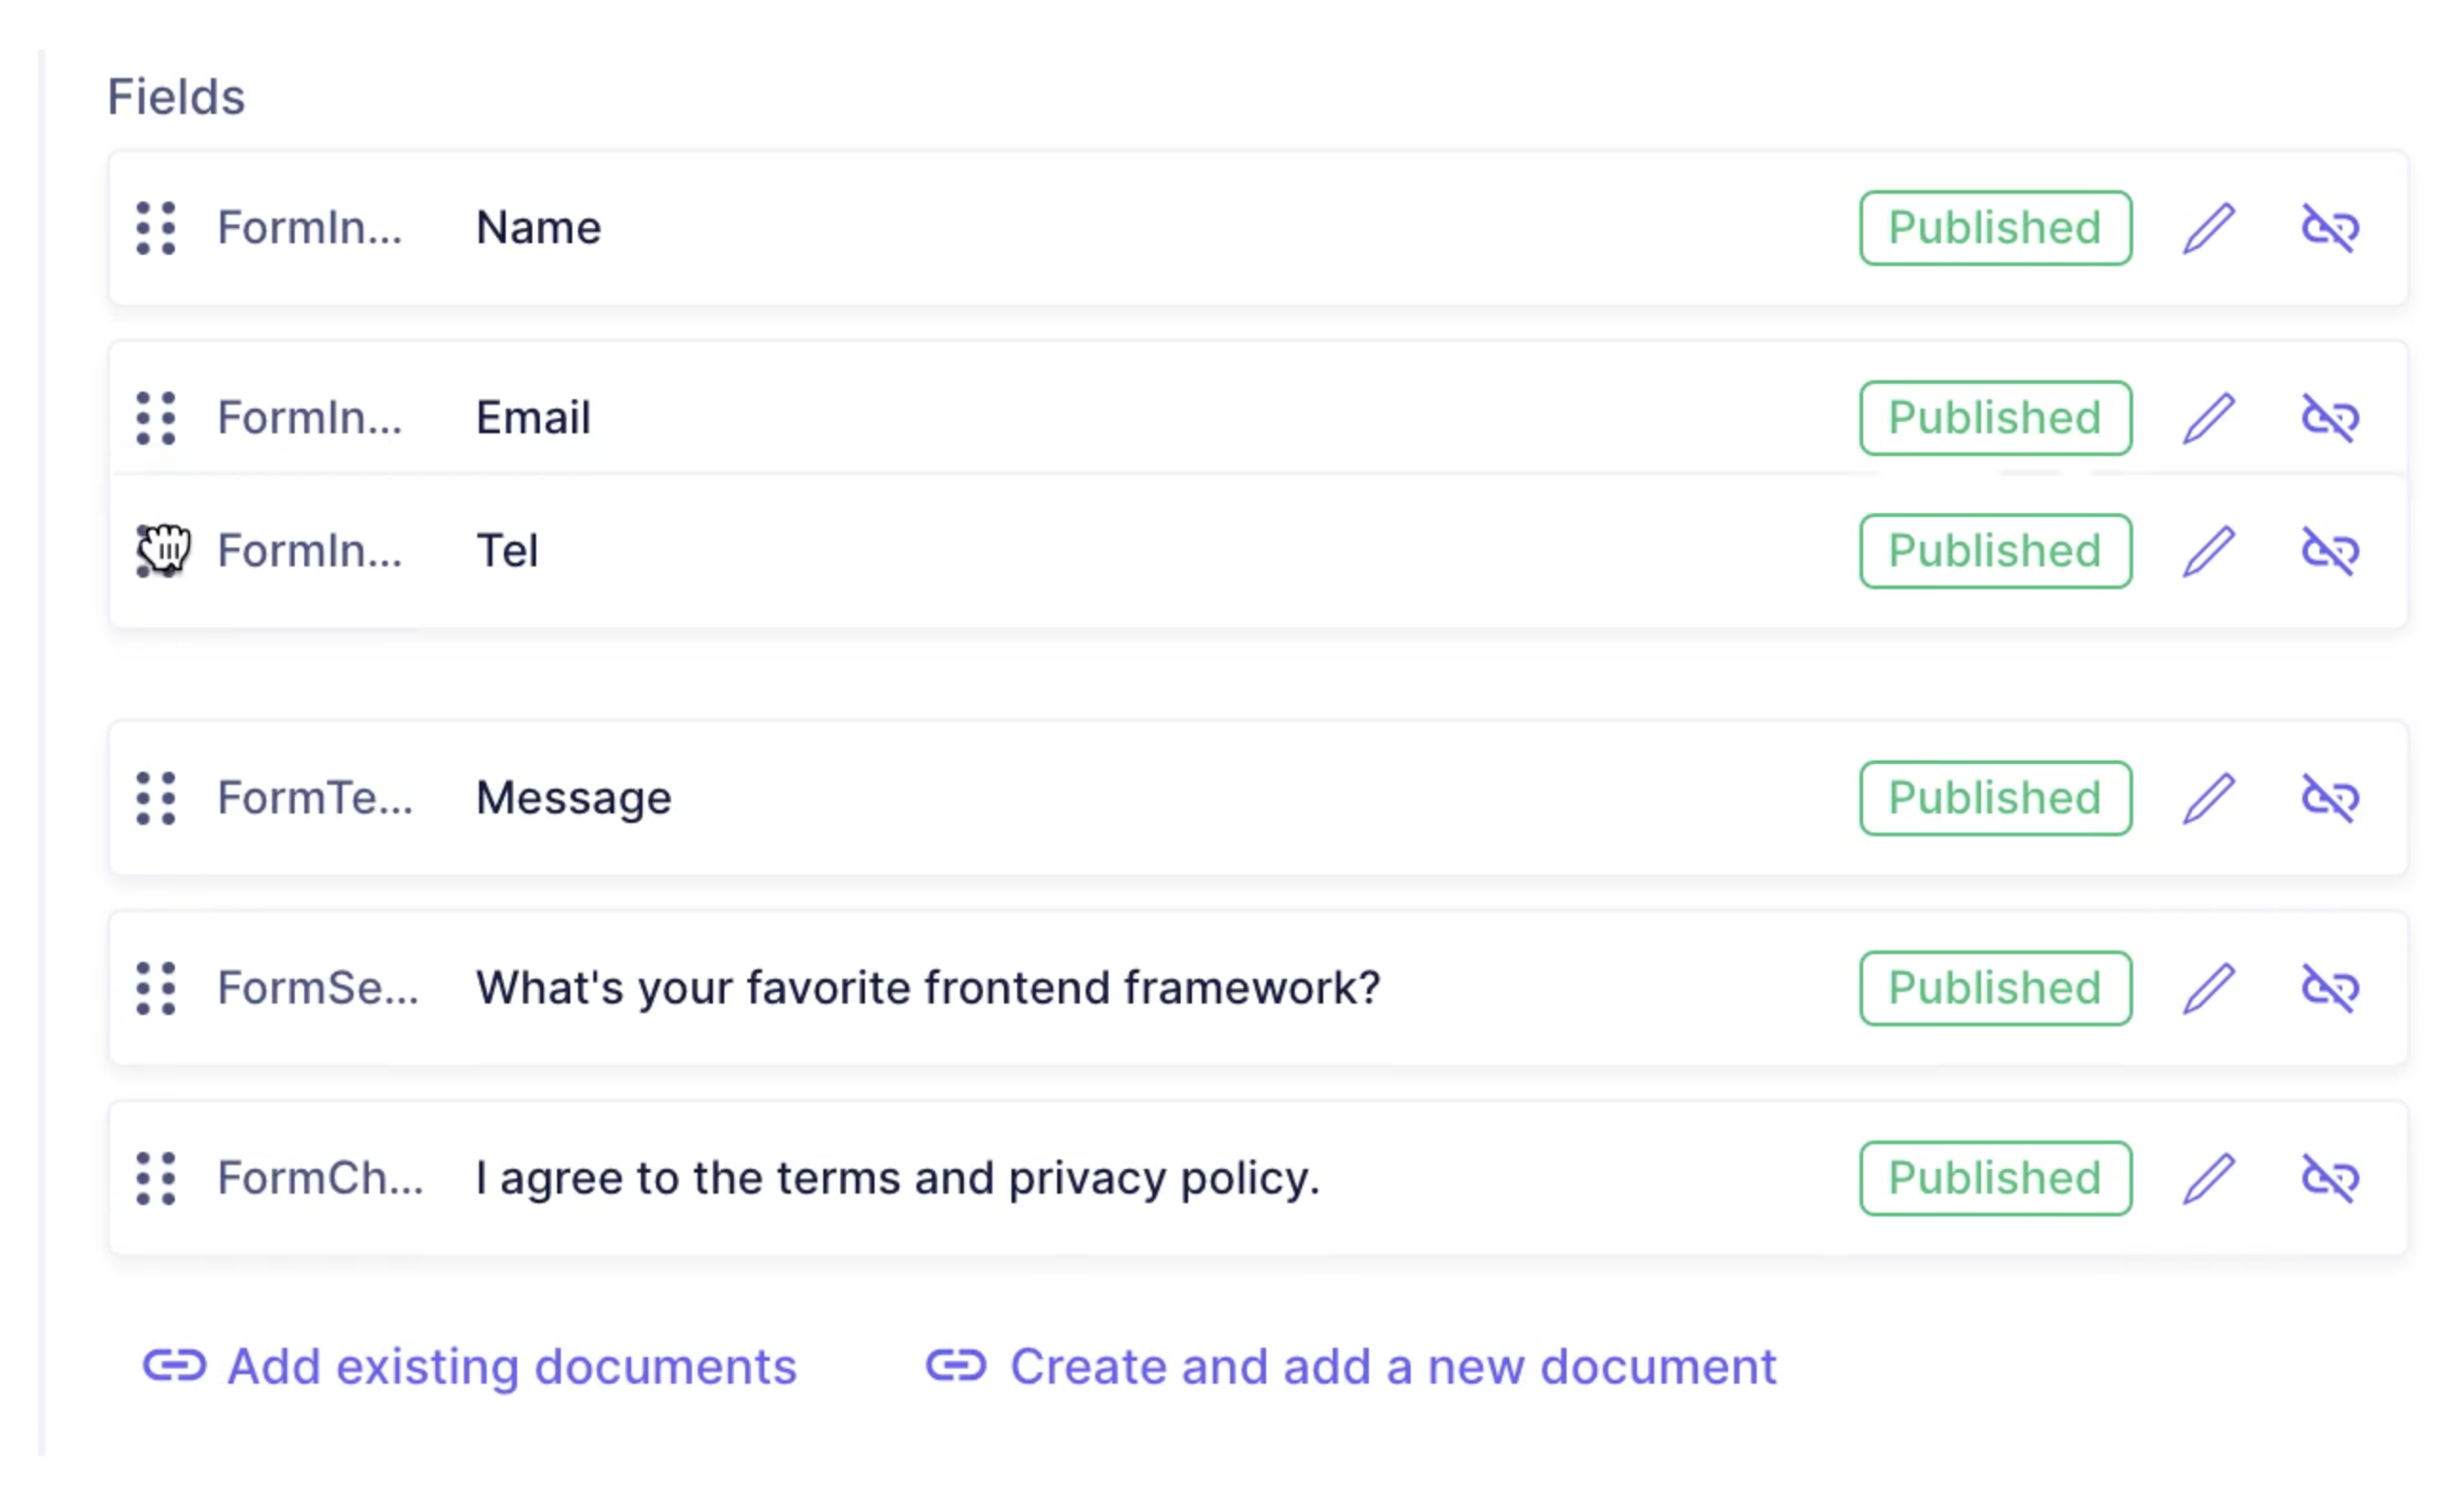 Fields
FormIn... Name Published
FormIn... Email Published
FormIn... Tel Published
FormTe... Message Published
FormSe... What's your favorite frontend framework? Published
FormCh... I agree to the terms and privacy policy. Published
Add existing documents Create and add a new document